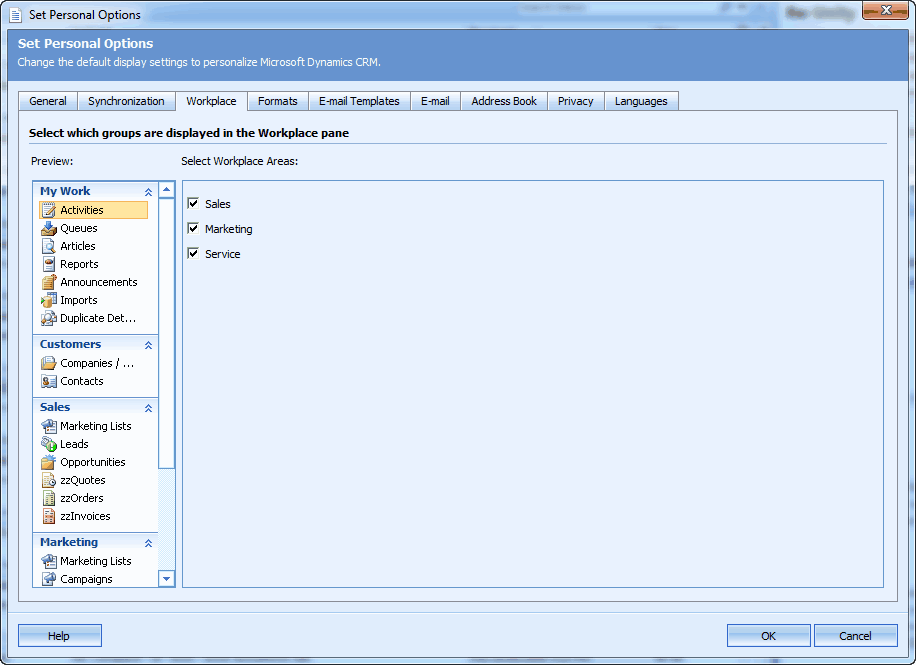 Set Personal Options
Set Personal Options
Change the default display settings to personalize Microsoft Dynamics CRM.
General Synchronization Workplace Formats E-mail Templates E-mail Address Book Privacy Languages
Select which groups are displayed in the Workplace pane
Preview: Select Workplace Areas:
My Work
Activities
Queues
Articles
Reports
Announcements
Imports
Duplicate Det...
Customers
Companies / ...
Contacts
Sales
Marketing Lists
Leads
Opportunities
zzQuotes
zzOrders
zzInvoices
Marketing
Marketing Lists
Campaigns
Sales
Marketing
Service
Help OK Cancel